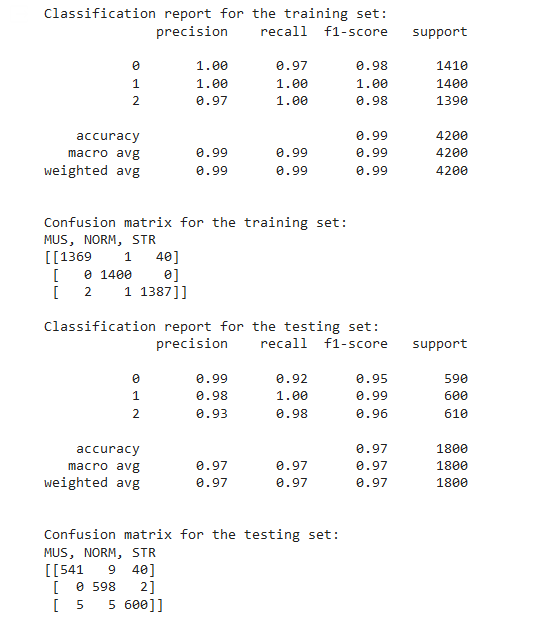 Classification report for the training set:
precision recall f1-score support
0 1.00 0.97 0.98 1410
1 1.00 1.00 1.00 1400
2 0.97 1.00 0.98 1390
accuracy 0.99 4200
macro avg 0.99 0.99 0.99 4200
weighted avg 0.99 0.99 0.99 4200
Confusion matrix for the training set:
MUS, NORM, STR
[[1369 1 40]
[ 0 1400 0]
[ 2 1 1387]]
Classification report for the testing set:
precision recall f1-score support
0 0.99 0.92 0.95 590
1 0.98 1.00 0.99 600
2 0.93 0.98 0.96 610
accuracy 0.97 1800
macro avg 0.97 0.97 0.97 1800
weighted avg 0.97 0.97 0.97 1800
Confusion matrix for the testing set:
MUS, NORM, STR
[[541 9 40]
[ 0 598 2]
[ 5 5 600]]